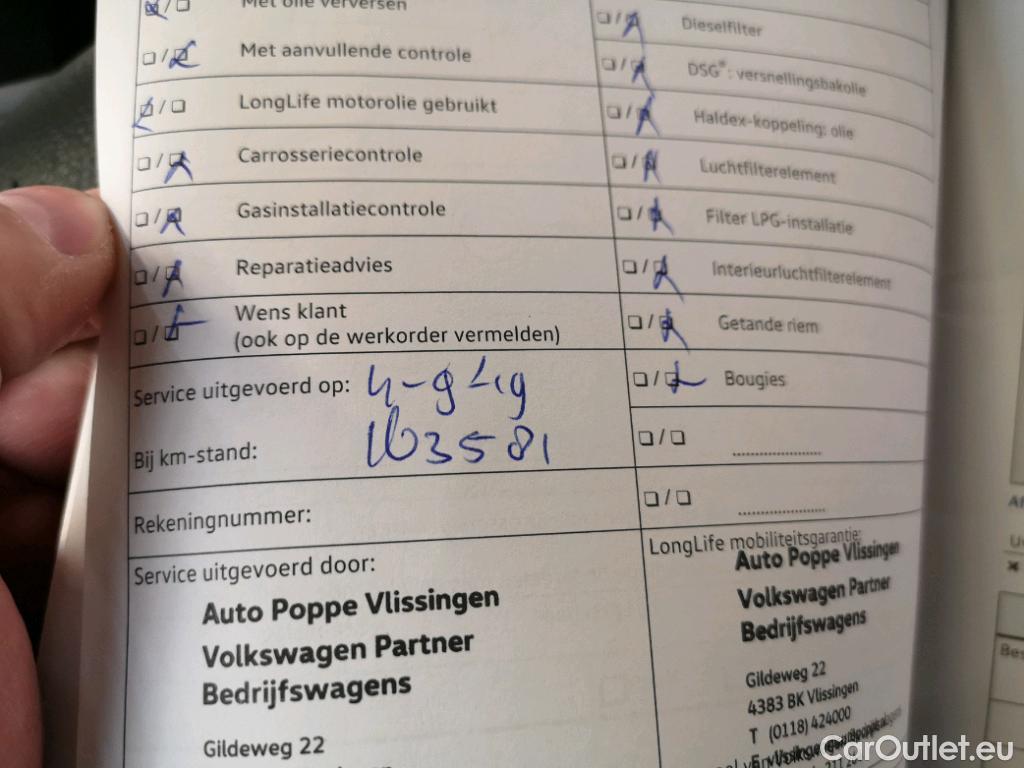 Met olie verversen
Met aanvullende controle
LongLife motorolie gebruikt
Carrosseriecontrole
Gasinstallatiecontrole
Reparatieadvies
Wens klant
(ook op de werkorder vermelden)
Service uitgevoerd op:
Bij km-stand: 163581
Rekeningnummer:
Service uitgevoerd door:
Auto Poppe Vlissingen
Volkswagen Partner
Bedrijfswagens
Gildeweg 22
Dieselfilter
DSG®: versnellingsbakolie
Haldex-koppeling: olie
Luchtfilterelement
Filter LPG-installatie
Interieurluchtfilterelement
Getande riem
Bougies
LongLife mobiliteitsgarantie:
Auto Poppe Vlissingen
Volkswagen Partner
Bedrijfswagens
Gildeweg 22
4383 BK Vlissingen
T (0118) 424000
CarOutlet.eu